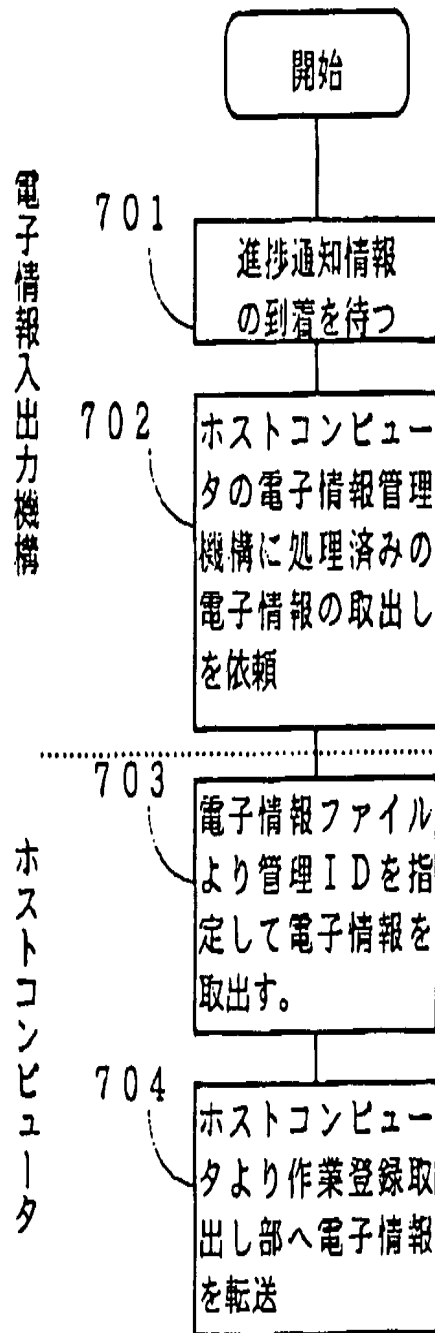 開始
電子情報入出力機構
701
進捗通知情報
の到着を待つ
702
ホストコンピュー
タの電子情報管理
機構に処理済みの
電子情報の取出し
を依頼
ホストコンピュータ
703
電子情報ファイル
より管理IDを指
定して電子情報を
取出す。
704
ホストコンピュー
タより作業登録取
出し部へ電子情報
を転送